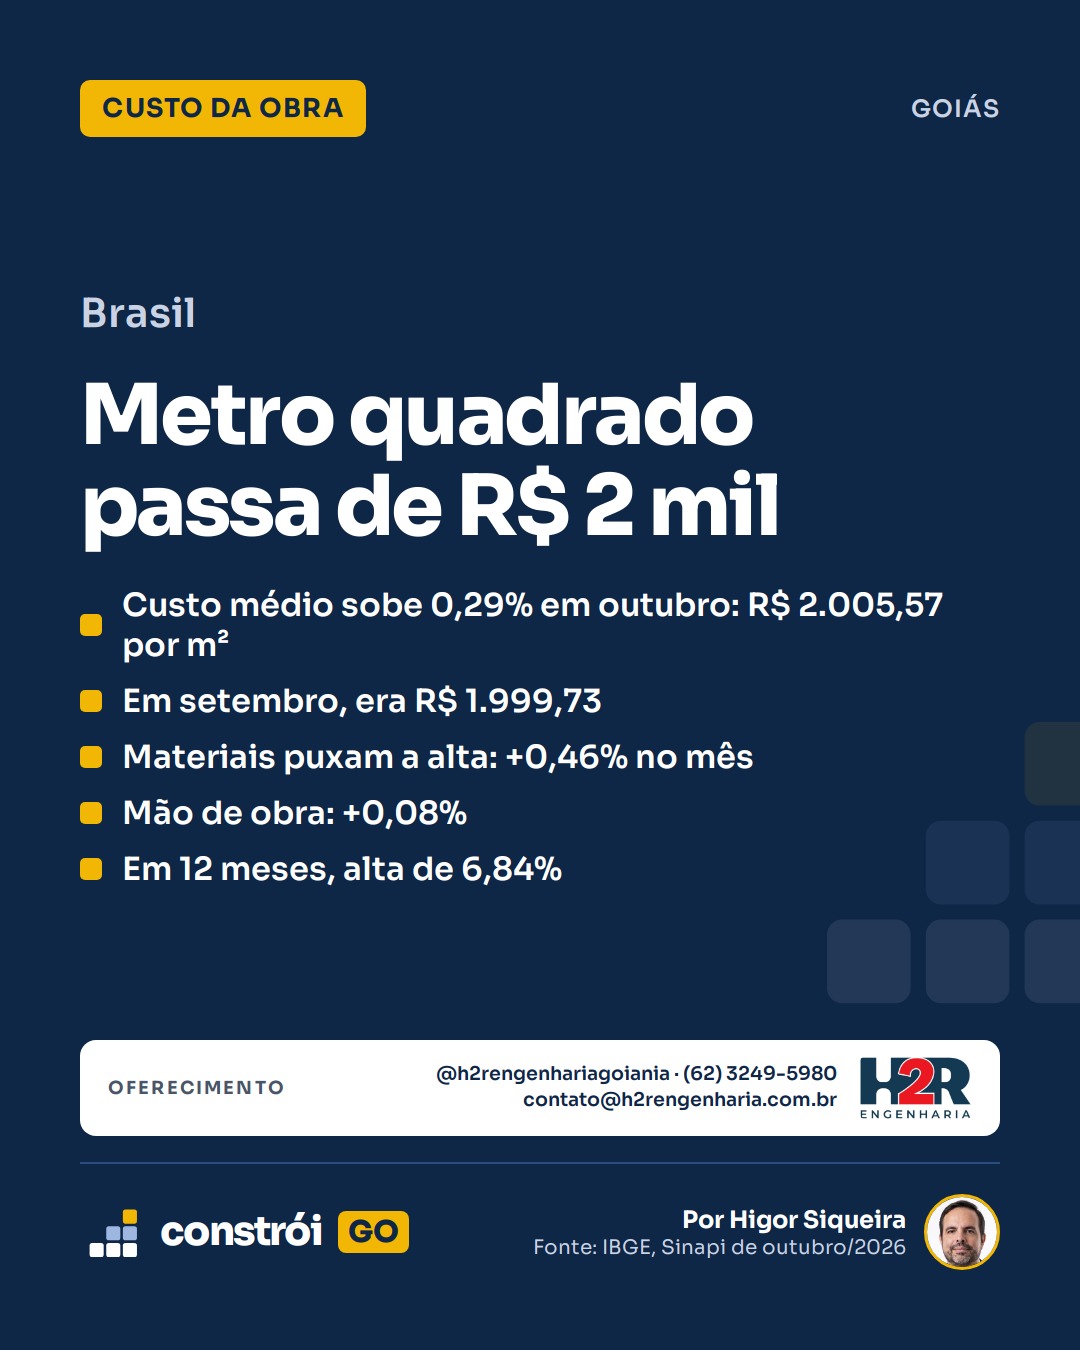 CUSTO DA OBRA
GOIÁS
Brasil
Metro quadrado
passa de R$ 2 mil
Custo médio sobe 0,29% em outubro: R$ 2.005,57
por m²
Em setembro, era R$ 1.999,73
Materiais puxam a alta: +0,46% no mês
Mão de obra: +0,08%
Em 12 meses, alta de 6,84%
OFERECIMENTO
@h2rengenhariagoiania · (62) 3249-5980
contato@h2rengenharia.com.br
H2R
ENGENHARIA
constrói GO
Por Higor Siqueira
Fonte: IBGE, Sinapi de outubro/2026